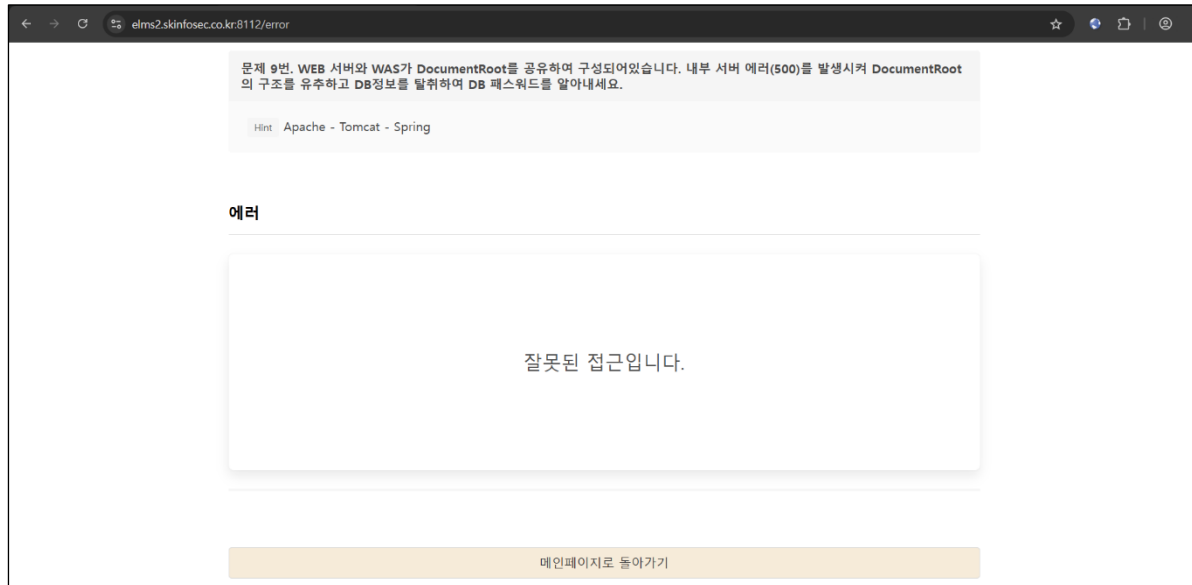 elms2.skinfosec.co.kr:8112/error
문제 9번. WEB 서버와 WAS가 DocumentRoot를 공유하여 구성되어있습니다. 내부 서버 에러(500)를 발생시켜 DocumentRoot
의 구조를 유추하고 DB정보를 탈취하여 DB 패스워드를 알아내세요.
Hint Apache - Tomcat - Spring
에러
잘못된 접근입니다.
메인페이지로 돌아가기